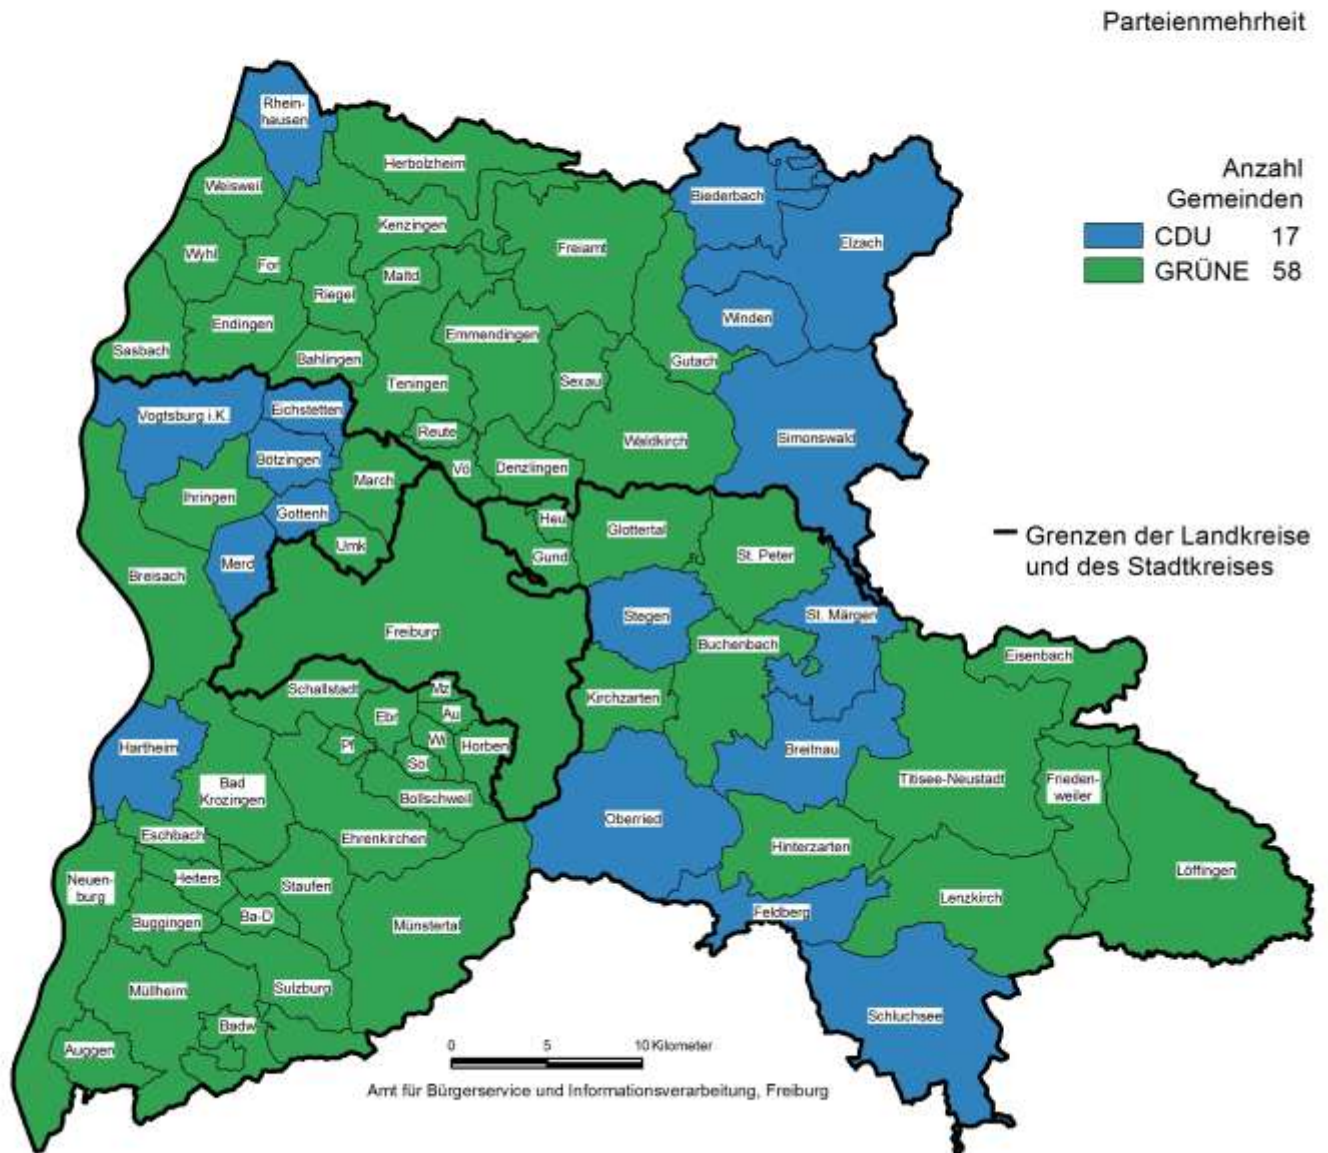 Parteienmehrheit
Anzahl
Gemeinden
CDU 17
GRÜNE 58
Grenzen der Landkreise
und des Stadtkreises
Rhein-
hausen
Herbolzheim
Weisweil
Biederbach
Kenzingen
Elzach
Freiamt
Wyhl
For
Maltd
Riegel
Winden
Endingen
Emmendingen
Sasbach
Bahlingen
Gutach
Teningen
Sexau
Vogtsburg i.K.
Eichstetten
Reute
Waldkirch
Simonswald
Bötzingen
Vö
Denzlingen
March
Ihringen
Gottenh
Heu
Glottertal
Umk
Gund
St. Peter
Merd
Breisach
Stegen
St. Märgen
Freiburg
Buchenbach
Eisenbach
Schallstadt
Mz
Kirchzarten
Ebr
Au
Hartheim
Pf
Wi
Horben
Breitnau
Söl
Titisee-Neustadt
Bad
Krozingen
Frieden-
weiler
Bollschweil
Oberried
Eschbach
Ehrenkirchen
Hinterzarten
Löffingen
Neuen-
burg
Heiters
Staufen
Lenzkirch
Buggingen
Ba-D
Feldberg
Münstertal
Müllheim
Sulzburg
Schluchsee
Badw
Auggen
0 5 10 Kilometer
Amt für Bürgerservice und Informationsverarbeitung, Freiburg